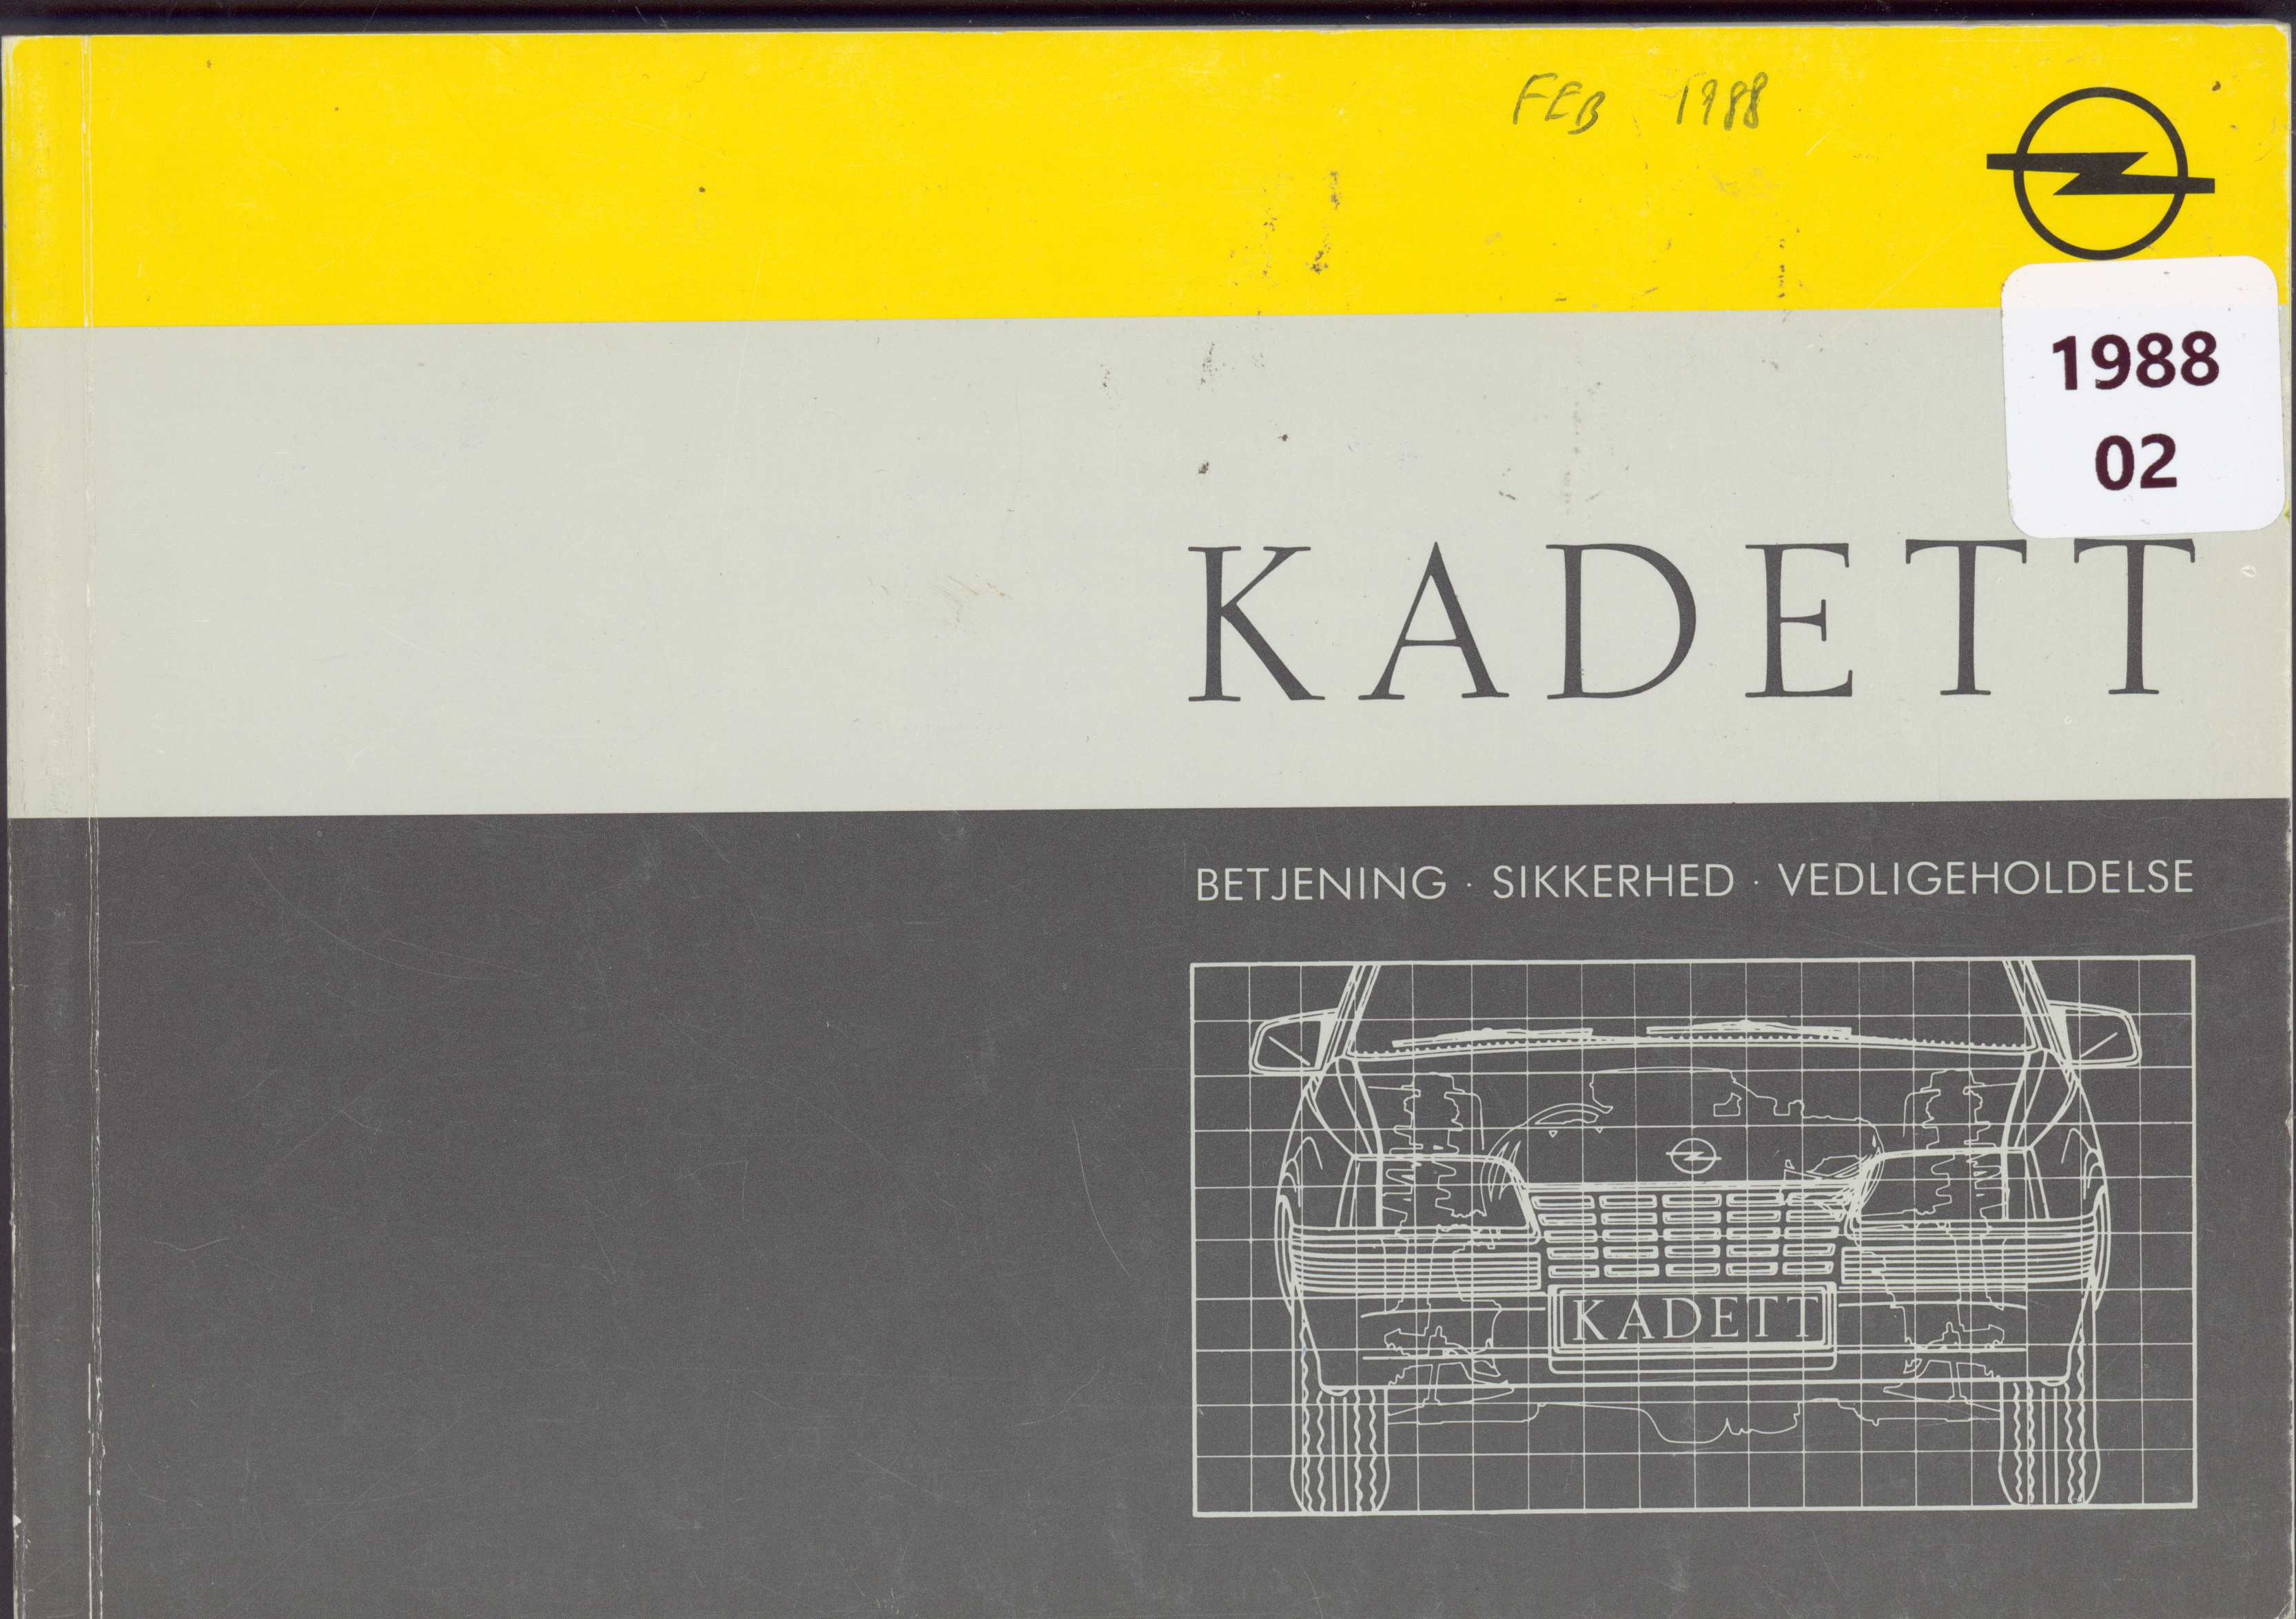 FEB 1988
1988
02
KADETT
BETJENING · SIKKERHED · VEDLIGEHOLDELSE
KADETT